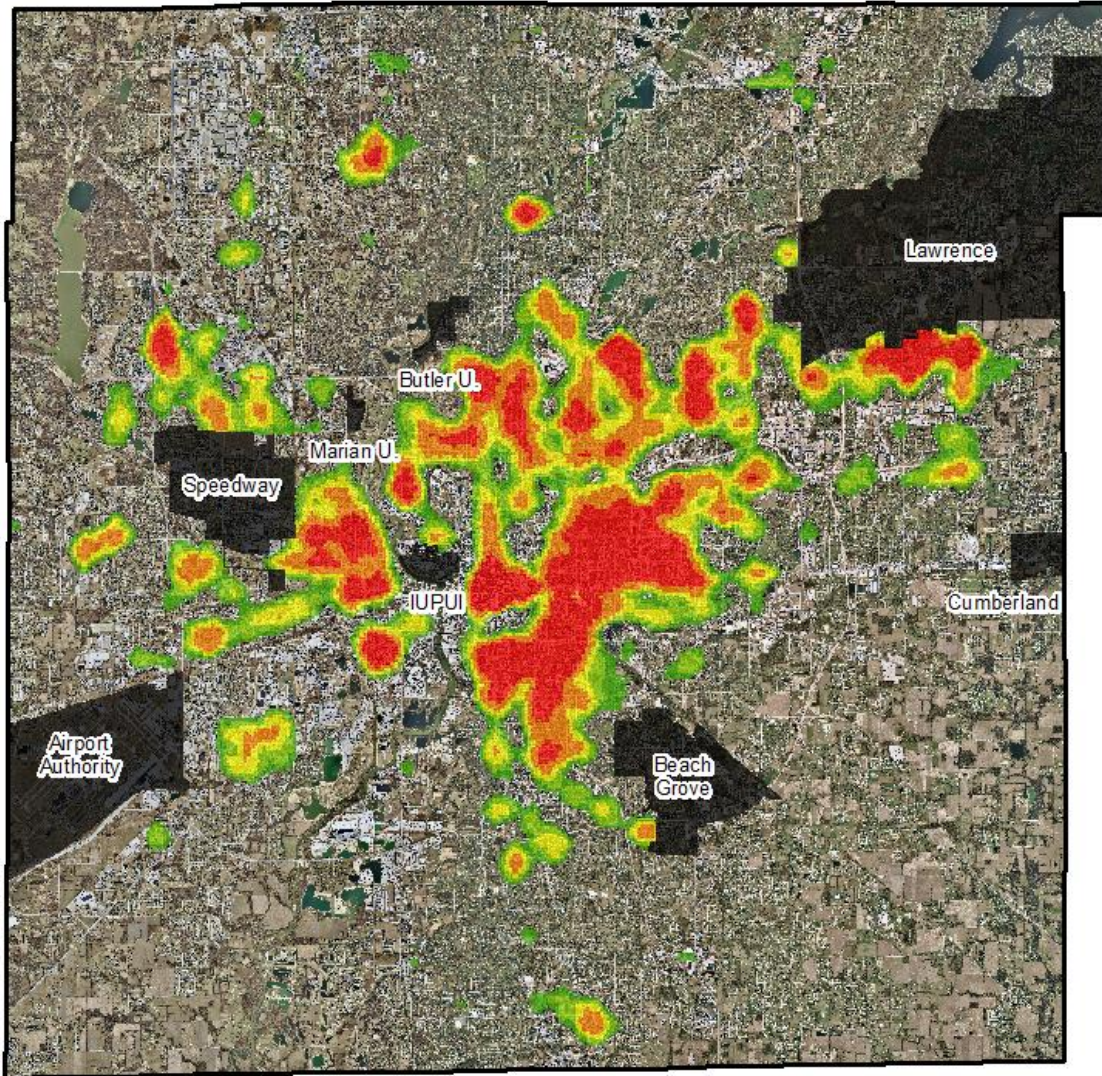 Lawrence
Butler U.
Marian U.
Speedway
IUPUI
Cumberland
Airport
Authority
Beach
Grove